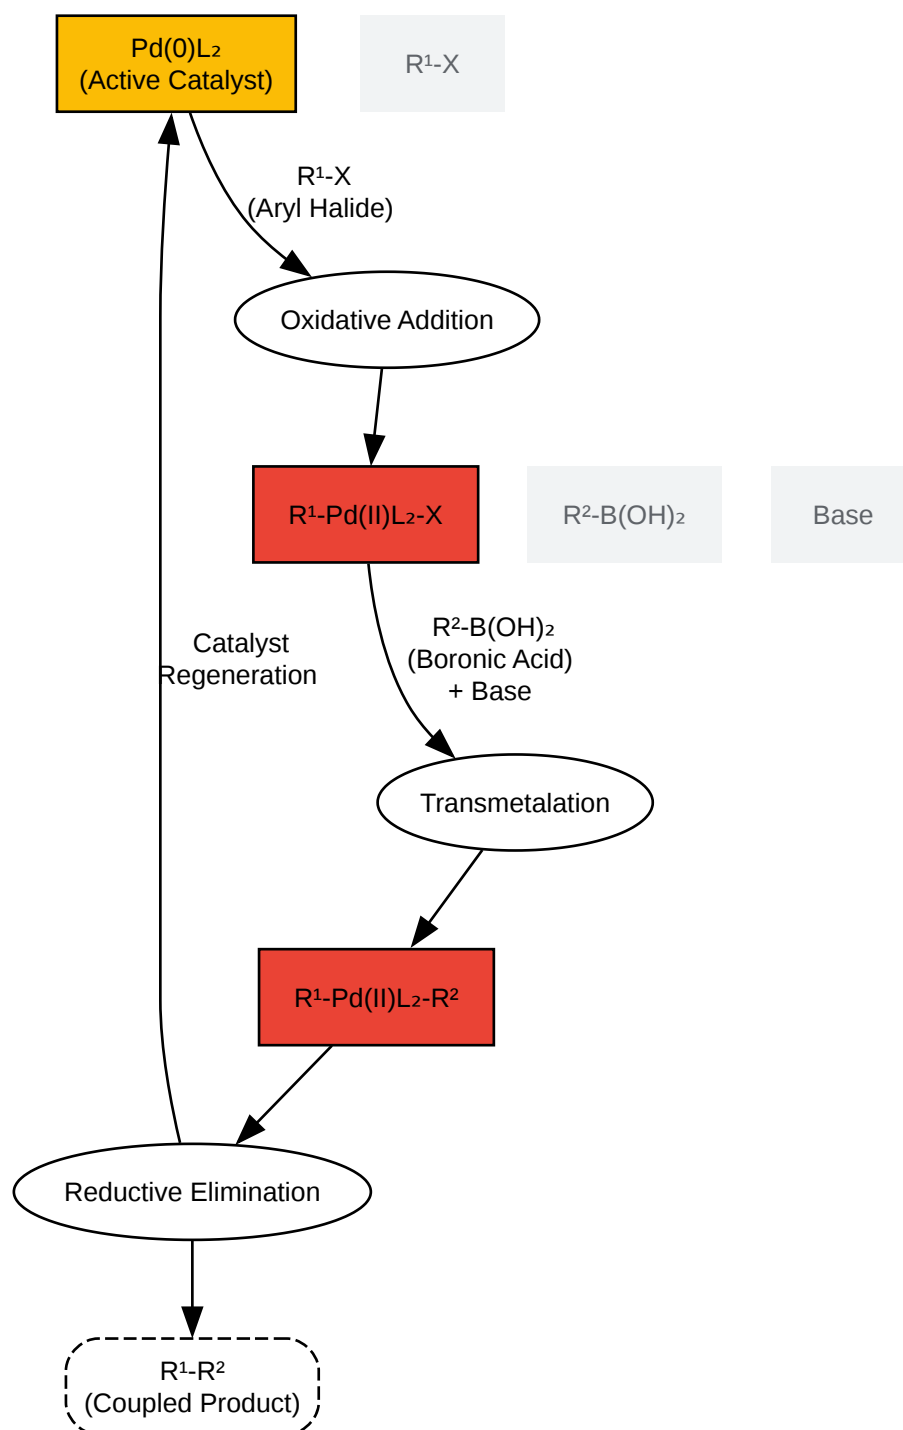 Pd(0)L₂
(Active Catalyst)
R¹-X
R¹-X
(Aryl Halide)
Oxidative Addition
R¹-Pd(II)L₂-X
R²-B(OH)₂
Base
Catalyst
Regeneration
R²-B(OH)₂
(Boronic Acid)
+ Base
Transmetalation
R¹-Pd(II)L₂-R²
Reductive Elimination
R¹-R²
(Coupled Product)